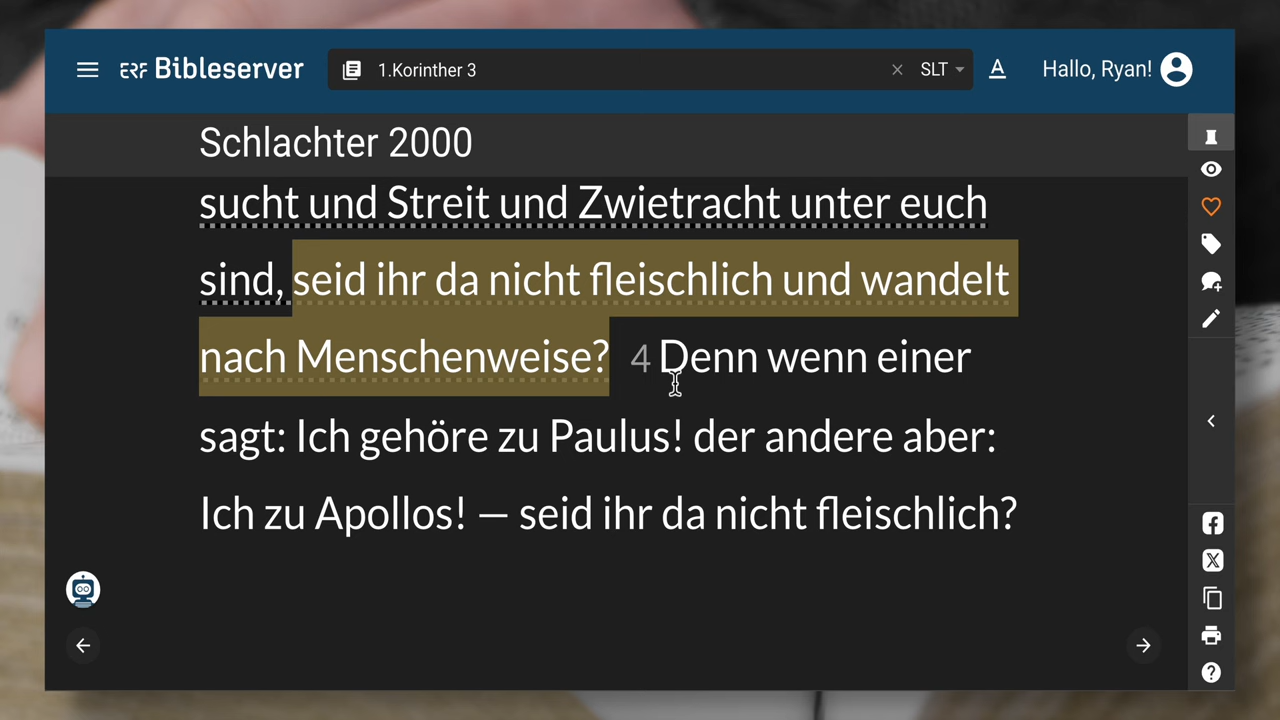 ERF Bibleserver
1.Korinther 3
SLT
A
Hallo, Ryan!
Schlachter 2000
sucht und Streit und Zwietracht unter euch
sind, seid ihr da nicht fleischlich und wandelt
nach Menschenweise? 4 Denn wenn einer
sagt: Ich gehöre zu Paulus! der andere aber:
Ich zu Apollos! — seid ihr da nicht fleischlich?